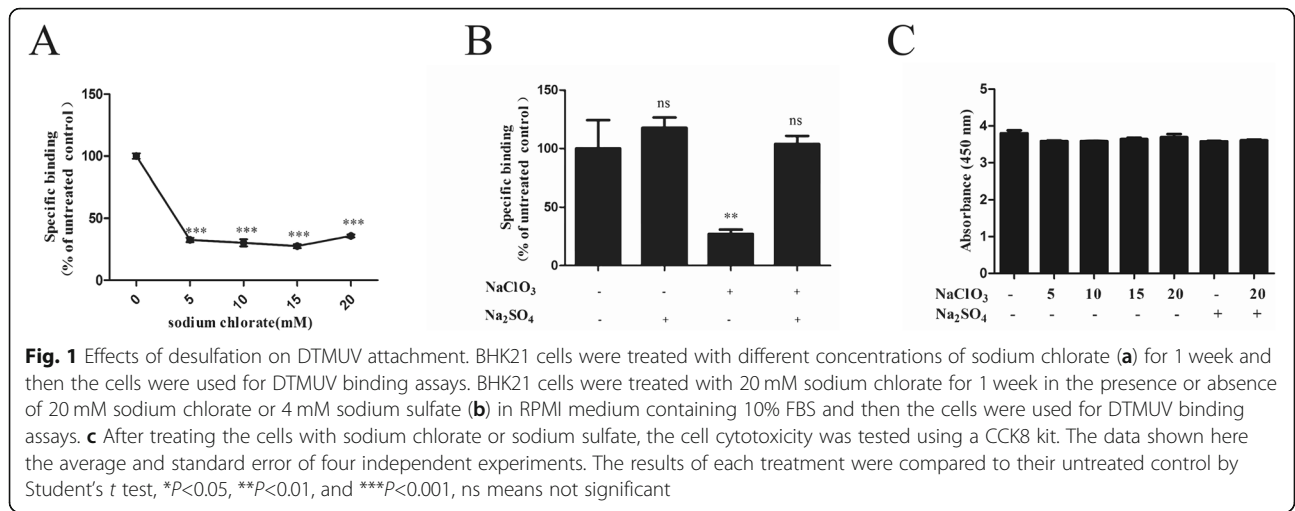 A
B
C
Specific binding
(% of untreated control)
150
100
50
0
***
***
***
***
0
5
10
15
20
sodium chlorate(mM)
Specific binding
(% of untreated control)
150
100
50
0
ns
**
ns
NaClO₃ - - + +
Na₂SO₄ - + - +
Absorbance (450 nm)
5
4
3
2
1
0
NaClO₃ - 5 10 15 20 - 20
Na₂SO₄ - - - - - + +
Fig. 1 Effects of desulfation on DTMUV attachment. BHK21 cells were treated with different concentrations of sodium chlorate (a) for 1 week and
then the cells were used for DTMUV binding assays. BHK21 cells were treated with 20 mM sodium chlorate for 1 week in the presence or absence
of 20 mM sodium chlorate or 4 mM sodium sulfate (b) in RPMI medium containing 10% FBS and then the cells were used for DTMUV binding
assays. c After treating the cells with sodium chlorate or sodium sulfate, the cell cytotoxicity was tested using a CCK8 kit. The data shown here
the average and standard error of four independent experiments. The results of each treatment were compared to their untreated control by
Student's t test, *P<0.05, **P<0.01, and ***P<0.001, ns means not significant